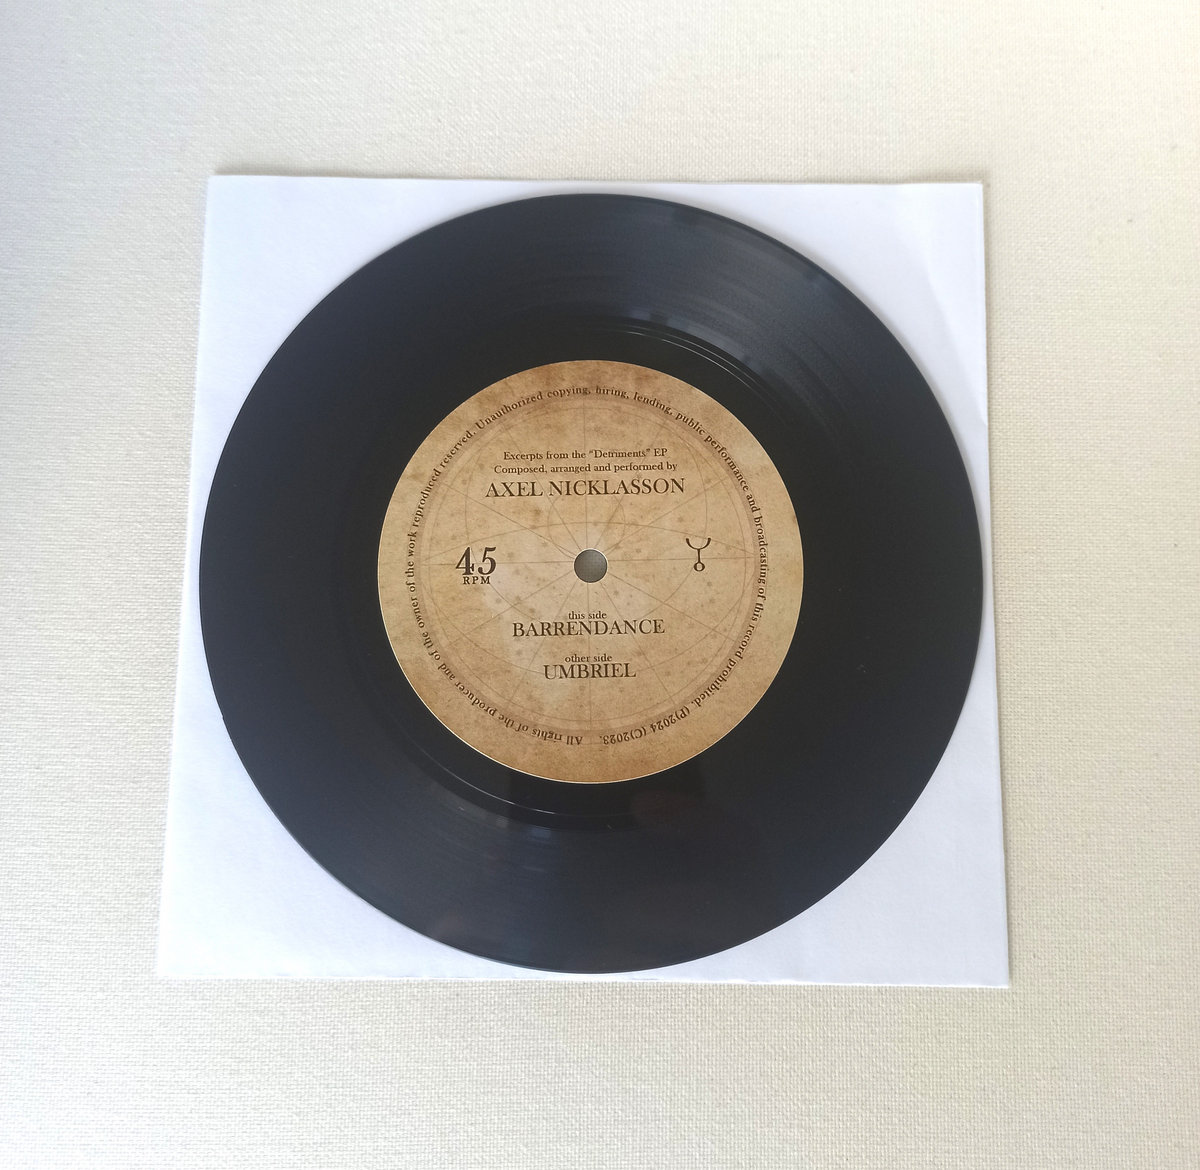 Excerpts from the "Detriments" EP
Composed, arranged and performed by
AXEL NICKLASSON
45
RPM
this side
BARRENDANCE
other side
UMBRIEL
All rights of the producer and of the owner of the work reproduced reserved. Unauthorized copying, hiring, lending, public performance and broadcasting of this record prohibited. (P)2024 (C)2023.